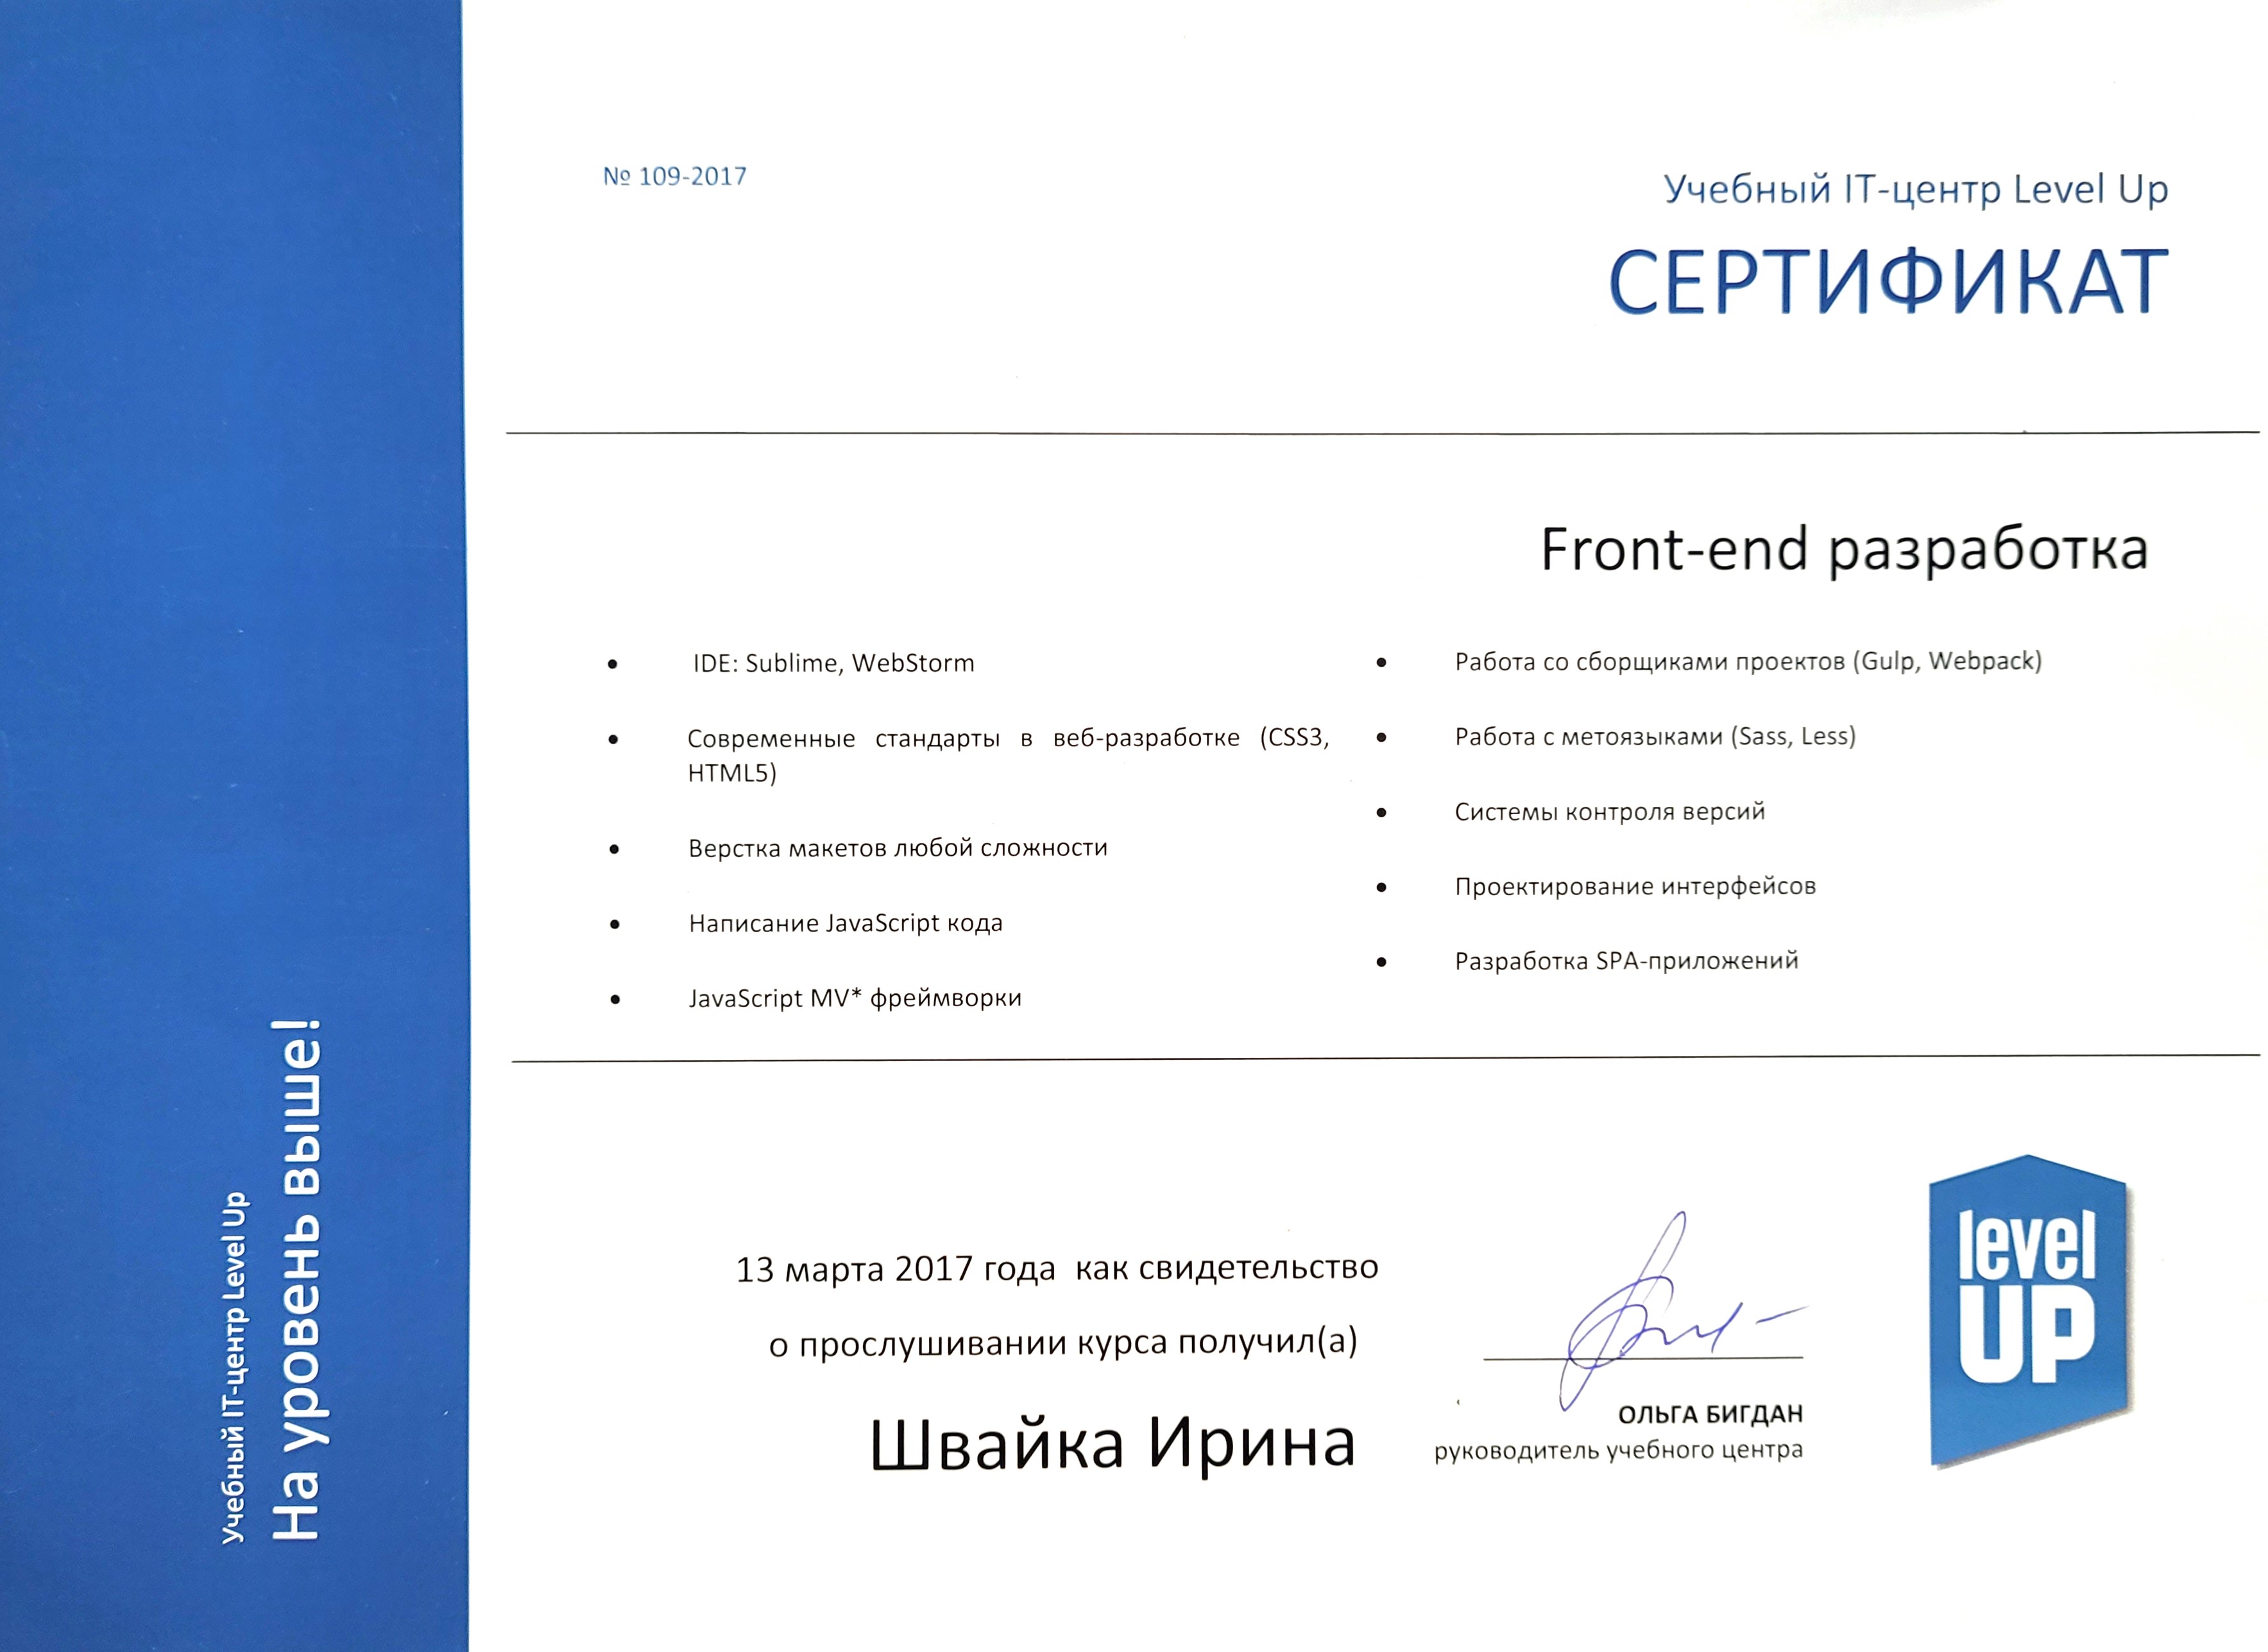 № 109-2017
Учебный IT-центр Level Up
СЕРТИФИКАТ
Front-end разработка
• IDE: Sublime, WebStorm
• Современные стандарты в веб-разработке (CSS3,
HTML5)
• Верстка макетов любой сложности
• Написание JavaScript кода
• JavaScript MV* фреймворки
• Работа со сборщиками проектов (Gulp, Webpack)
• Работа с метоязыками (Sass, Less)
• Системы контроля версий
• Проектирование интерфейсов
• Разработка SPA-приложений
13 марта 2017 года как свидетельство
о прослушивании курса получил(а)
Швайка Ирина
ОЛЬГА БИГДАН
руководитель учебного центра
level
UP
Учебный IT-центр Level Up
На уровень выше!